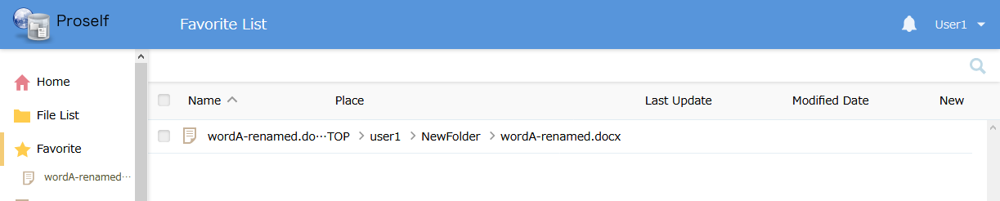 Proself
Favorite List
User1
Home
File List
Favorite
wordA-renamed⋯
Name
Place
Last Update
Modified Date
New
wordA-renamed.do⋯TOP > user1 > NewFolder > wordA-renamed.docx